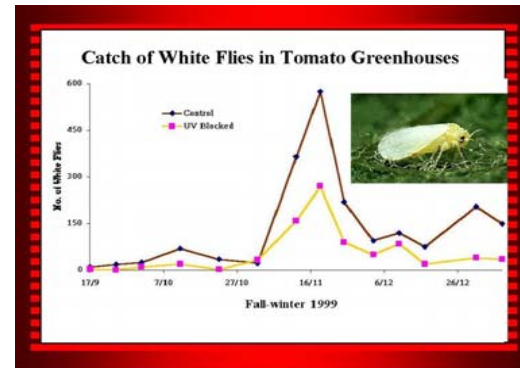 Catch of White Flies in Tomato Greenhouses
600
Control
UV Blocked
450
No. of White Flies
300
150
0
17/9 7/10 27/10 16/11 6/12 26/12
Fall-winter 1999